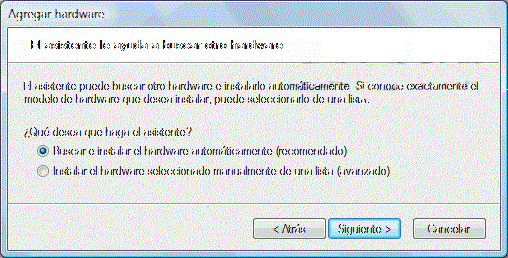 Agregar hardware
El asistente le ayuda a buscar otro hardware
El asistente puede buscar otro hardware e instalarlo automáticamente. Si conoce exactamente el
modelo de hardware que desea instalar, puede seleccionarlo de una lista.
¿Qué desea que haga el asistente?
Buscar e instalar el hardware automáticamente (recomendado)
Instalar el hardware seleccionado manualmente de una lista (avanzado)
< Atrás
Siguiente >
Cancelar